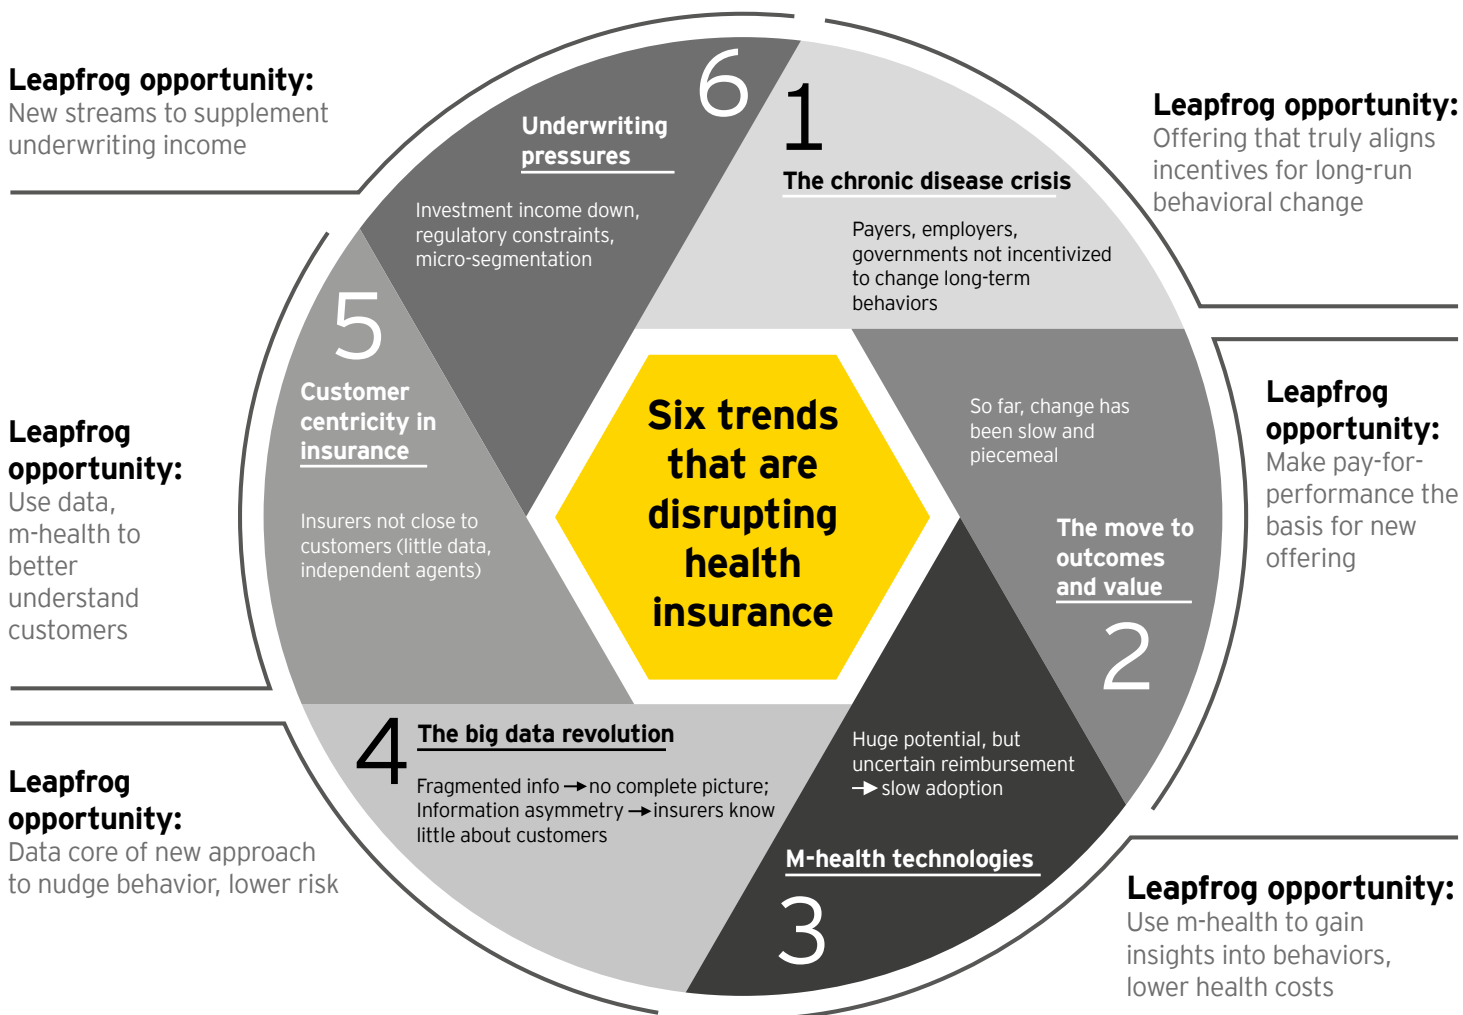 Six trends
that are
disrupting
health
insurance
1
The chronic disease crisis
Payers, employers,
governments not incentivized
to change long-term
behaviors
Leapfrog opportunity:
Offering that truly aligns
incentives for long-run
behavioral change
So far, change has
been slow and
piecemeal
The move to
outcomes
and value
2
Leapfrog
opportunity:
Make pay-for-
performance the
basis for new
offering
Huge potential, but
uncertain reimbursement
→ slow adoption
M-health technologies
3
Leapfrog opportunity:
Use m-health to gain
insights into behaviors,
lower health costs
4
The big data revolution
Fragmented info → no complete picture;
Information asymmetry → insurers know
little about customers
Leapfrog
opportunity:
Data core of new approach
to nudge behavior, lower risk
5
Customer
centricity in
insurance
Insurers not close to
customers (little data,
independent agents)
Leapfrog
opportunity:
Use data,
m-health to
better
understand
customers
6
Underwriting
pressures
Investment income down,
regulatory constraints,
micro-segmentation
Leapfrog opportunity:
New streams to supplement
underwriting income